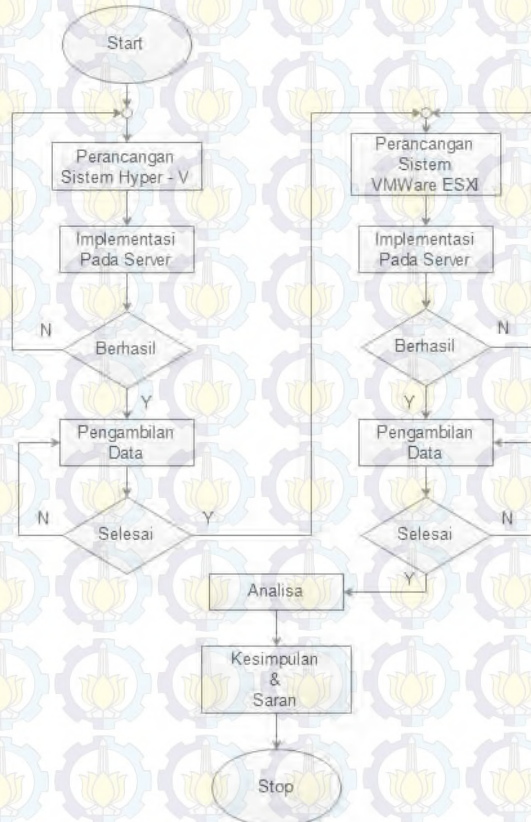 Start
Perancangan
Sistem Hyper - V
Implementasi
Pada Server
N
Berhasil
Y
Pengambilan
Data
N
Selesai
Y
Perancangan
Sistem
VMWare ESXI
Implementasi
Pada Server
Berhasil
N
Y
Pengambilan
Data
Selesai
N
Y
Analisa
Kesimpulan
&
Saran
Stop